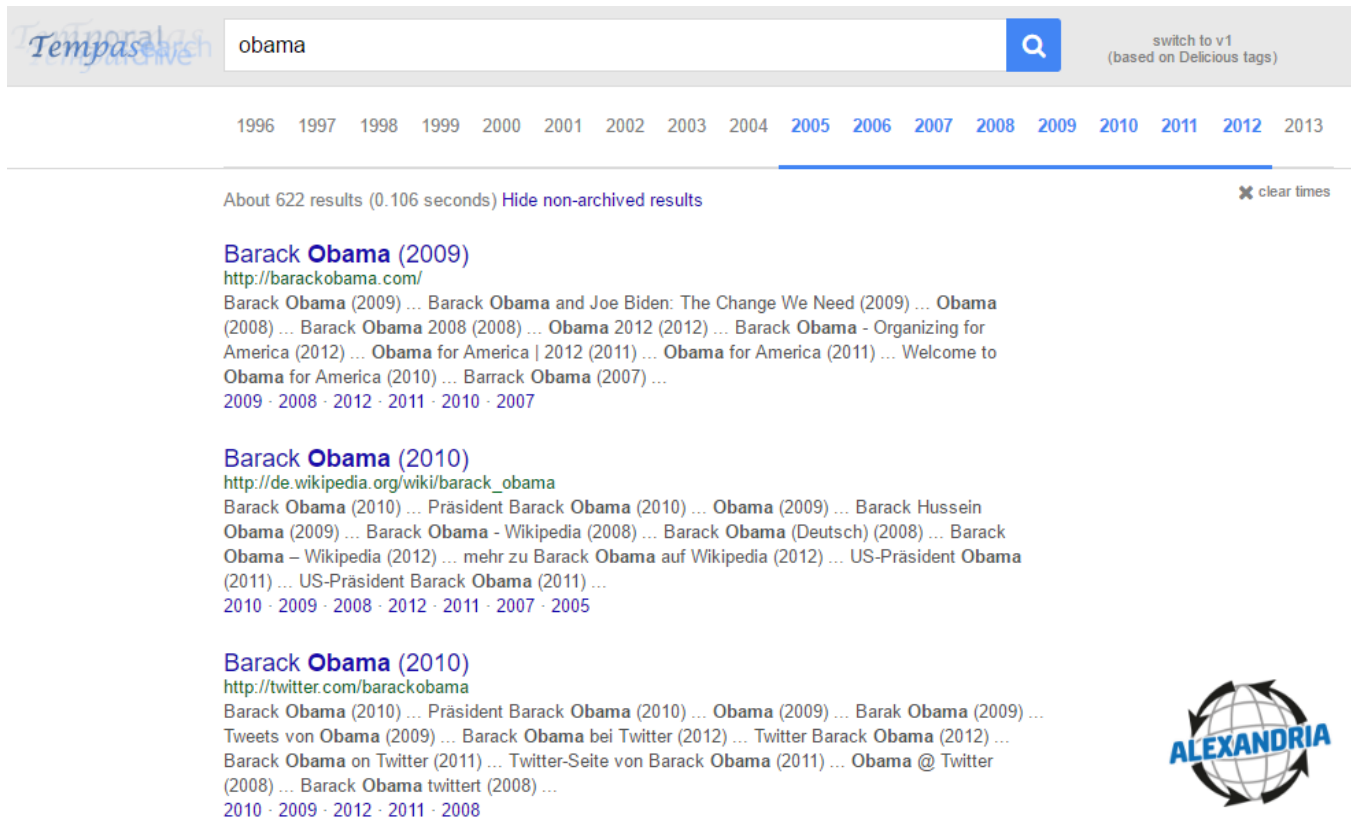 Temporal as
Tempas search
Temp archive
obama
switch to v1
(based on Delicious tags)
1996 1997 1998 1999 2000 2001 2002 2003 2004 2005 2006 2007 2008 2009 2010 2011 2012 2013
About 622 results (0.106 seconds) Hide non-archived results
✖ clear times
Barack Obama (2009)
http://barackobama.com/
Barack Obama (2009) ... Barack Obama and Joe Biden: The Change We Need (2009) ... Obama
(2008) ... Barack Obama 2008 (2008) ... Obama 2012 (2012) ... Barack Obama - Organizing for
America (2012) ... Obama for America | 2012 (2011) ... Obama for America (2011) ... Welcome to
Obama for America (2010) ... Barrack Obama (2007) ...
2009 · 2008 · 2012 · 2011 · 2010 · 2007
Barack Obama (2010)
http://de.wikipedia.org/wiki/barack_obama
Barack Obama (2010) ... Präsident Barack Obama (2010) ... Obama (2009) ... Barack Hussein
Obama (2009) ... Barack Obama - Wikipedia (2008) ... Barack Obama (Deutsch) (2008) ... Barack
Obama – Wikipedia (2012) ... mehr zu Barack Obama auf Wikipedia (2012) ... US-Präsident Obama
(2011) ... US-Präsident Barack Obama (2011) ...
2010 · 2009 · 2008 · 2012 · 2011 · 2007 · 2005
Barack Obama (2010)
http://twitter.com/barackobama
Barack Obama (2010) ... Präsident Barack Obama (2010) ... Obama (2009) ... Barak Obama (2009) ...
Tweets von Obama (2009) ... Barack Obama bei Twitter (2012) ... Twitter Barack Obama (2012) ...
Barack Obama on Twitter (2011) ... Twitter-Seite von Barack Obama (2011) ... Obama @ Twitter
(2008) ... Barack Obama twittert (2008) ...
2010 · 2009 · 2012 · 2011 · 2008
ALEXANDRIA